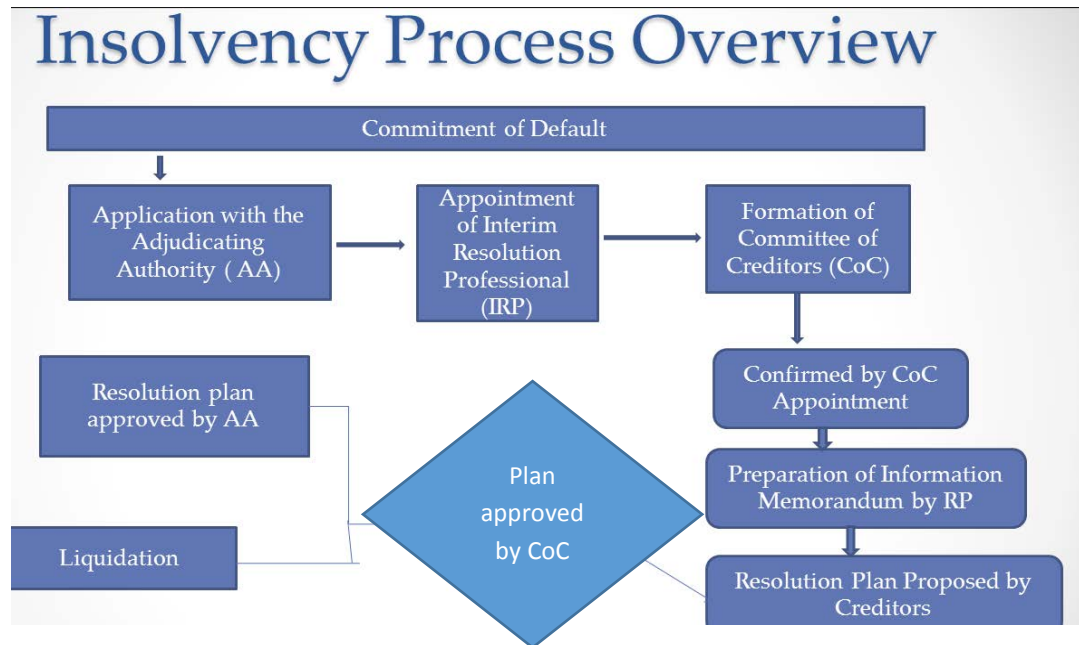 Insolvency Process Overview
Commitment of Default
Application with the
Adjudicating
Authority ( AA)
Appointment
of Interim
Resolution
Professional
(IRP)
Formation of
Committee of
Creditors (CoC)
Confirmed by CoC
Appointment
Preparation of Information
Memorandum by RP
Resolution Plan Proposed by
Creditors
Plan
approved
by CoC
Resolution plan
approved by AA
Liquidation